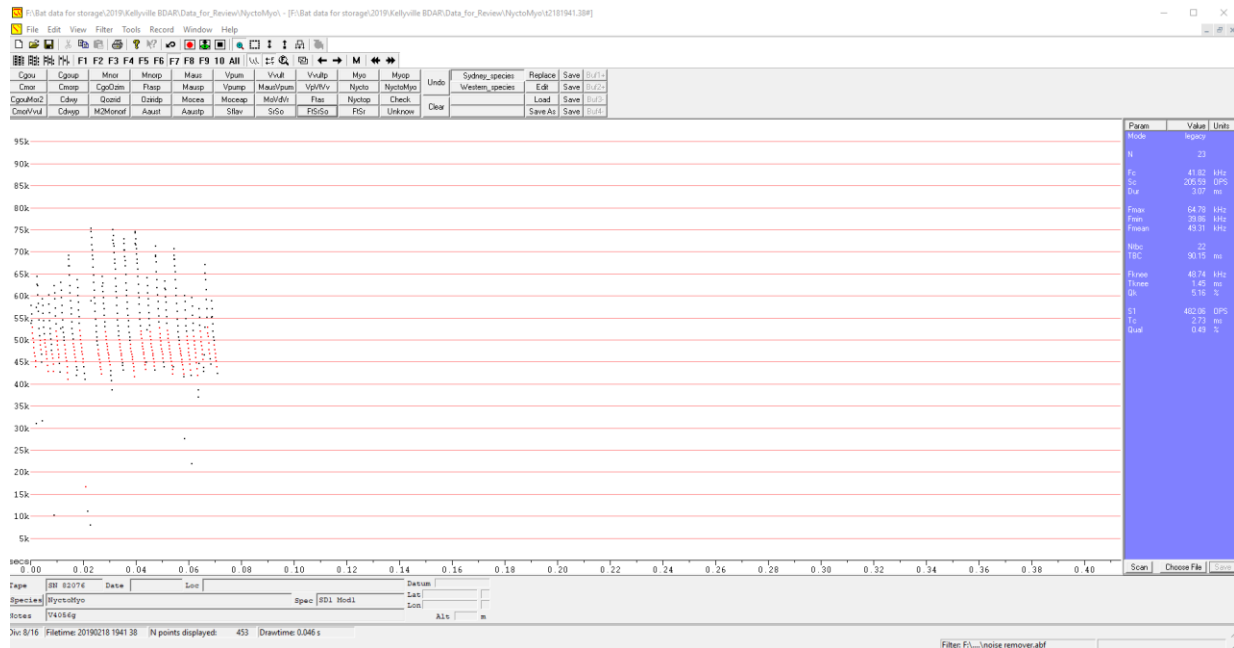 F:\Bat data for storage\2019\Kellyville BDAR\Data_for_Review\NyctoMyo\ - [F:\Bat data for storage\2019\Kellyville BDAR\Data_for_Review\NyctoMyo\t2181941.38#]
File Edit View Filter Tools Record Window Help
F1 F2 F3 F4 F5 F6 F7 F8 F9 10 All M
Cgou Cgoup Mnor Mnorp Maus Vpum Vvult Vvultp Myo Myop Undo Sydney_species Replace Save Buf1+
Cmor Cmorp CgoOzim Ftasp Mausp Vpump MausVpum VpVfVv Nycto NyctoMyo Western_species Edit Save Buf2+
CgouMor2 Cdwy Qozrid Oziridp Mocea Moceap MoVdVr Ftas Nyctop Check Clear Load Save Buf3-
CmorVvul Cdwyp M2Monorf Aaust Aaustp Sflav SrSo FtSrSo FtSr Unknow Save As Save Buf4-
Param Value Units
Mode legacy
N 23
Fc 41.82 kHz
Sc 205.59 OPS
Dur 3.07 ms
Fmax 64.78 kHz
Fmin 39.86 kHz
Fmean 49.31 kHz
Ntbc 22
TBC 90.15 ms
Fknee 48.74 kHz
Tknee 1.45 ms
Qk 5.16 %
S1 482.06 OPS
Tc 2.73 ms
Qual 0.49 %
95k
90k
85k
80k
75k
70k
65k
60k
55k
50k
45k
40k
35k
30k
25k
20k
15k
10k
5k
secs
0.00 0.02 0.04 0.06 0.08 0.10 0.12 0.14 0.16 0.18 0.20 0.22 0.24 0.26 0.28 0.30 0.32 0.34 0.36 0.38 0.40
Scan Choose File Save
Tape SN 82076 Date Loc Datum
Species NyctoMyo Spec SD1 Mod1 Lat
Lon
Notes V4056g Alt m
Div: 8/16 Filetime: 20190218 1941 38 N points displayed: 453 Drawtime: 0.046 s
Filter: F:\....\noise remover.abf